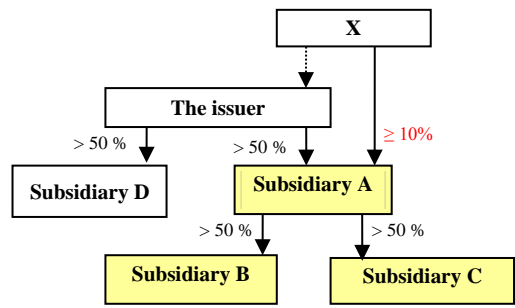 X
The issuer
≥ 10%
> 50 %
> 50 %
Subsidiary D
Subsidiary A
> 50 %
> 50 %
Subsidiary B
Subsidiary C